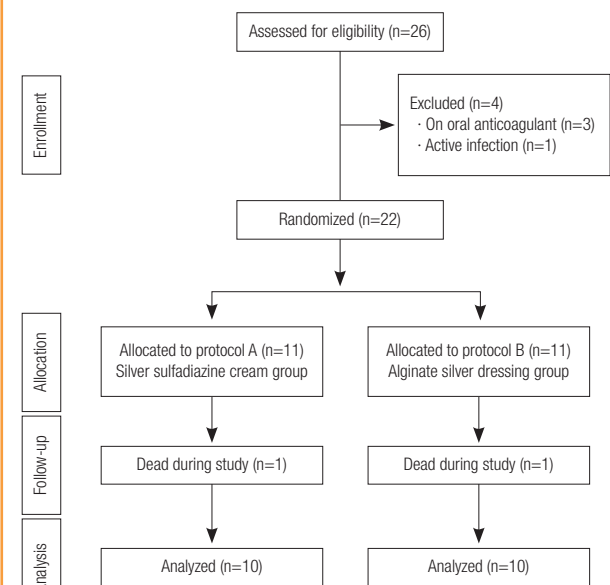 Assessed for eligibility (n=26)
Enrollment
Excluded (n=4)
· On oral anticoagulant (n=3)
· Active infection (n=1)
Randomized (n=22)
Allocation
Allocated to protocol A (n=11)
Silver sulfadiazine cream group
Allocated to protocol B (n=11)
Alginate silver dressing group
Follow-up
Dead during study (n=1)
Dead during study (n=1)
Analyzed (n=10)
Analyzed (n=10)